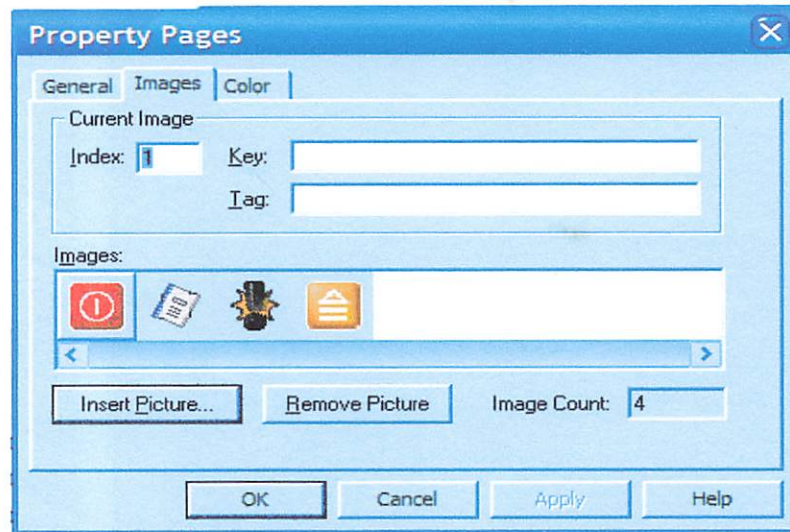 Property Pages
General Images Color
Current Image
Index: 1 Key:
Tag:
Images:
Insert Picture... Remove Picture Image Count: 4
OK Cancel Apply Help